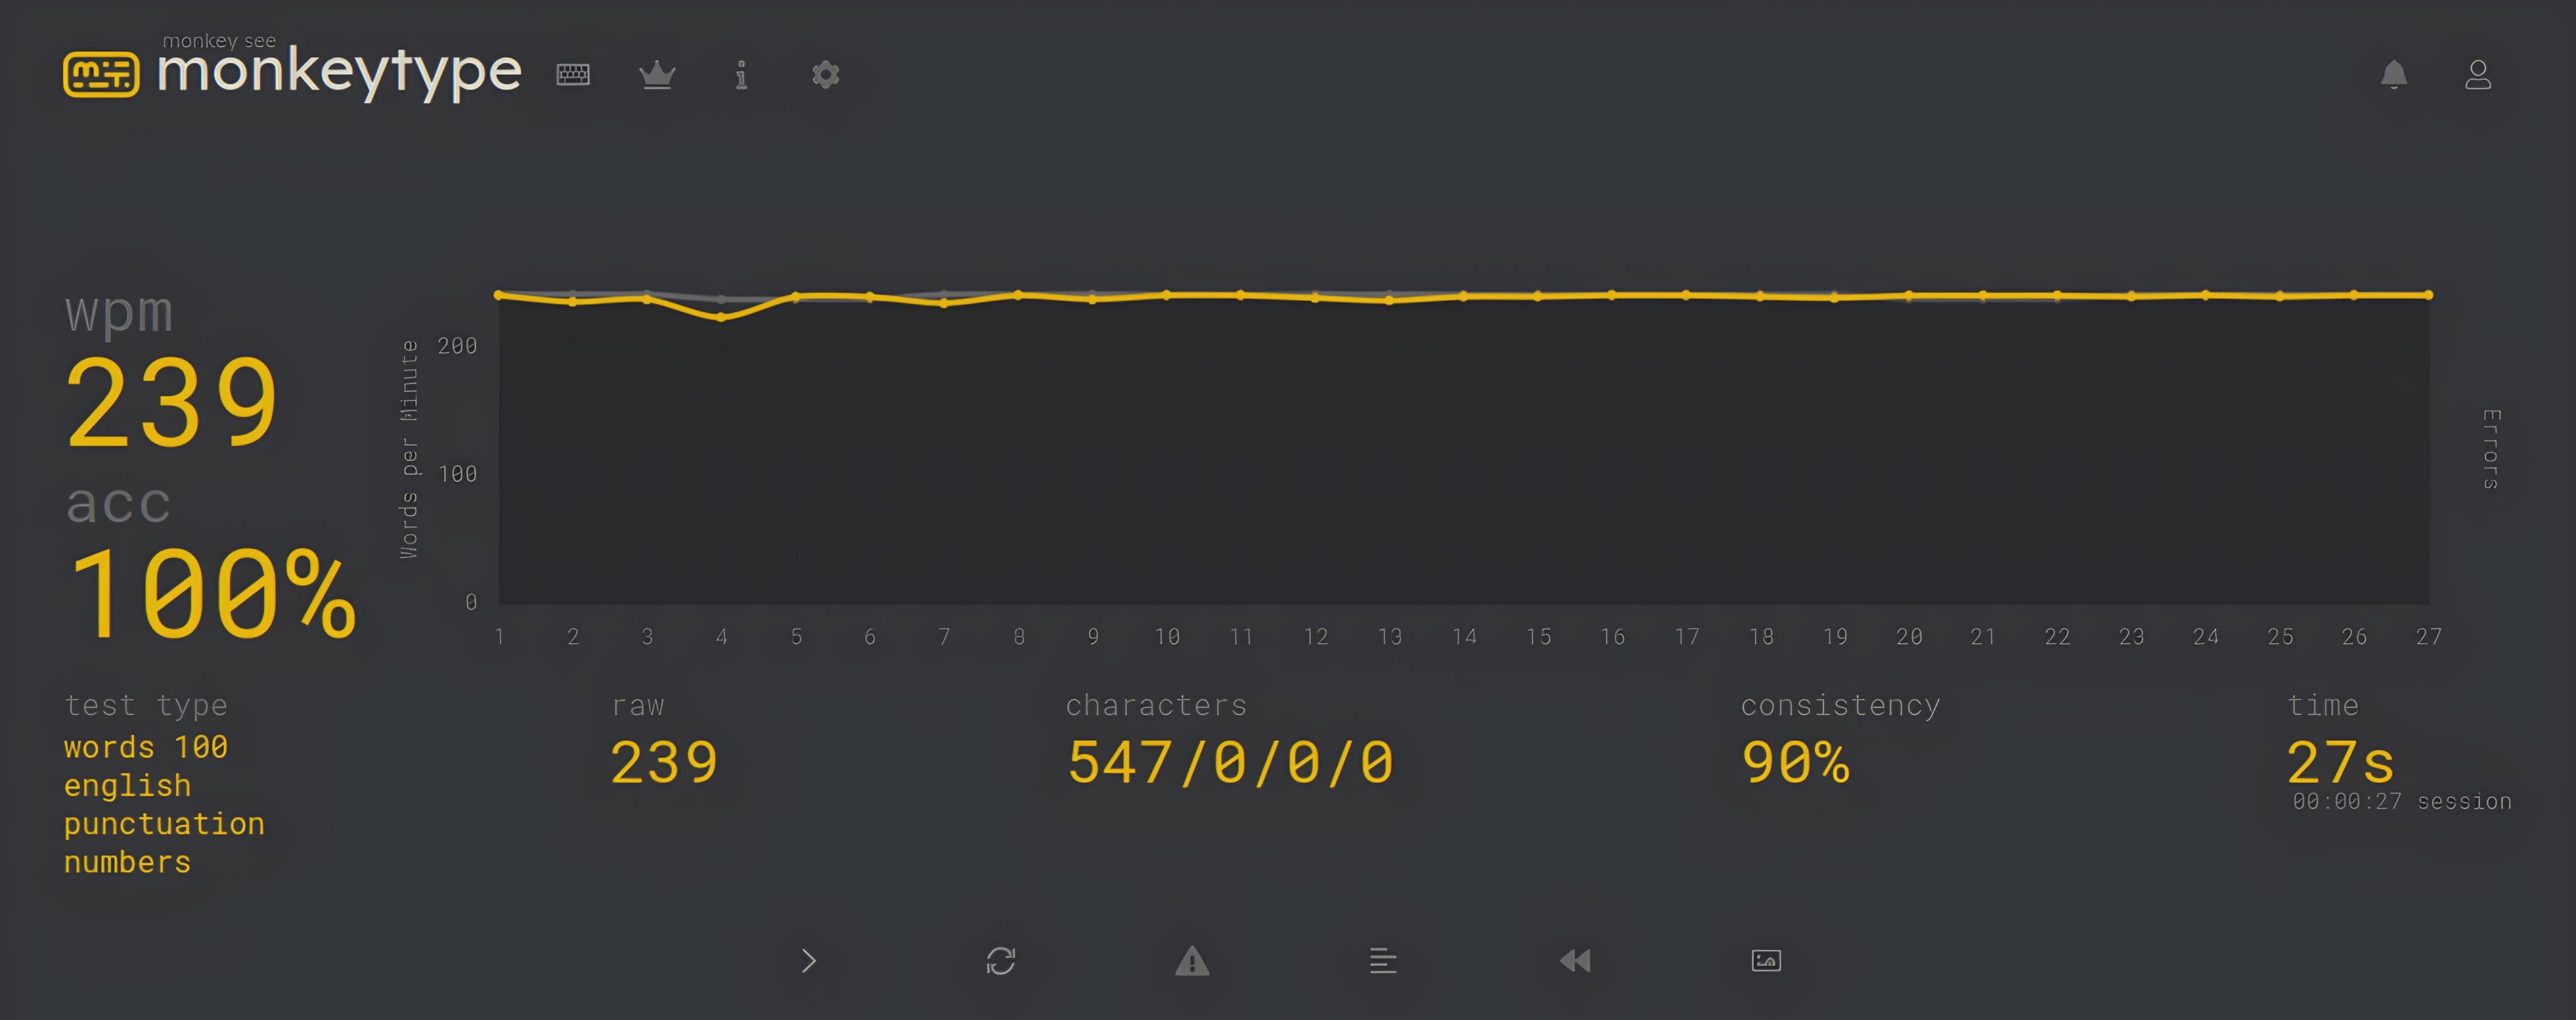 monkey see
monkeytype
wpm
239
acc
100%
Words per Minute
200
100
0
Errors
1 2 3 4 5 6 7 8 9 10 11 12 13 14 15 16 17 18 19 20 21 22 23 24 25 26 27
test type
words 100
english
punctuation
numbers
raw
239
characters
547/0/0/0
consistency
90%
time
27s
00:00:27 session